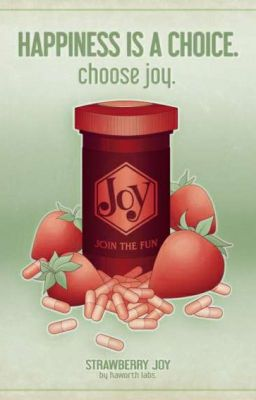 HAPPINESS IS A CHOICE.
choose joy.
Joy
JOIN THE FUN
STRAWBERRY JOY
by haworth labs.